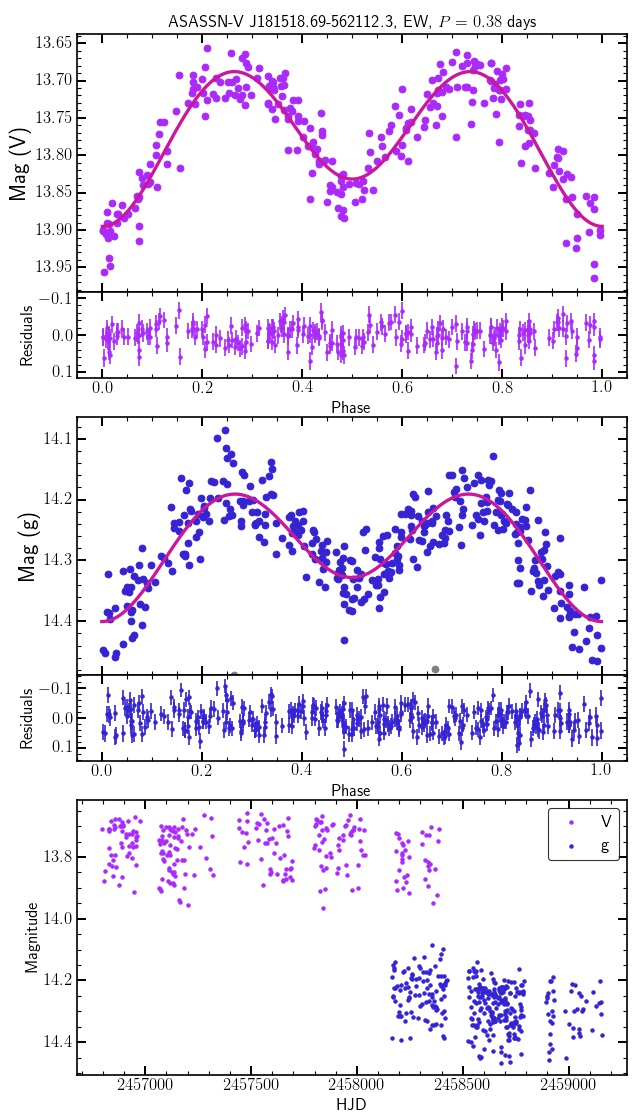 ASASSN-V J181518.69-562112.3, EW, P = 0.38 days
13.65
13.70
13.75
13.80
13.85
13.90
13.95
Mag (V)
−0.1
0.0
0.1
Residuals
0.0 0.2 0.4 0.6 0.8 1.0
Phase
14.1
14.2
14.3
14.4
Mag (g)
−0.1
0.0
0.1
Residuals
0.0 0.2 0.4 0.6 0.8 1.0
Phase
V
g
13.8
14.0
14.2
14.4
Magnitude
2457000 2457500 2458000 2458500 2459000
HJD